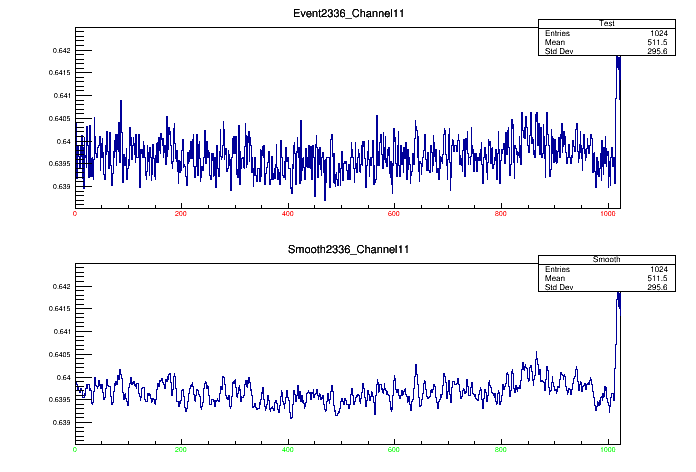 Event2336_Channel11
Test
Entries 1024
Mean 511.5
Std Dev 295.6
0.642
0.6415
0.641
0.6405
0.64
0.6395
0.639
0 200 400 600 800 1000
Smooth2336_Channel11
Smooth
Entries 1024
Mean 511.5
Std Dev 295.6
0.642
0.6415
0.641
0.6405
0.64
0.6395
0.639
0 200 400 600 800 1000